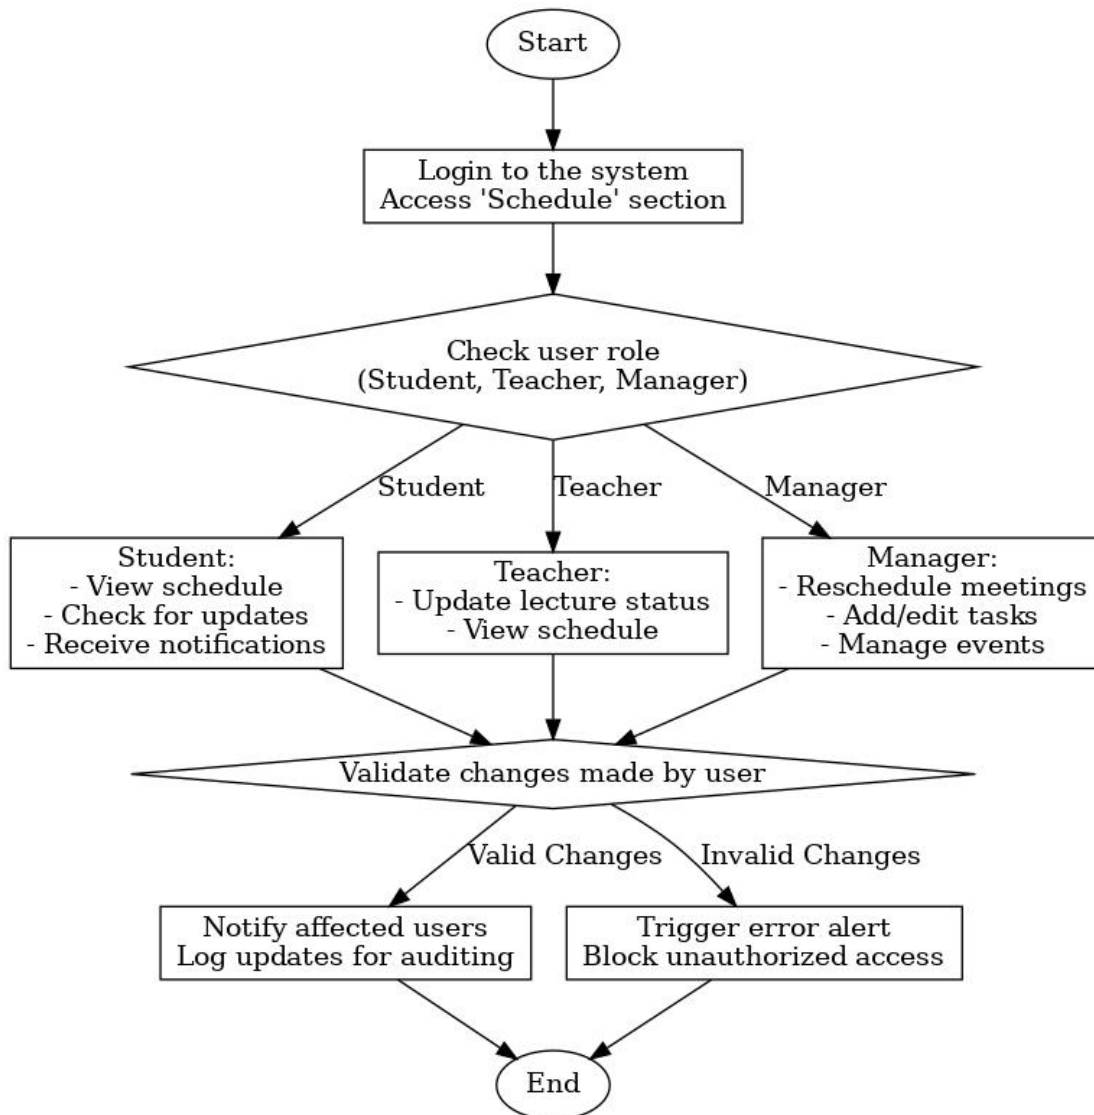 Start
Login to the system
Access 'Schedule' section
Check user role
(Student, Teacher, Manager)
Student
Teacher
Manager
Student:
- View schedule
- Check for updates
- Receive notifications
Teacher:
- Update lecture status
- View schedule
Manager:
- Reschedule meetings
- Add/edit tasks
- Manage events
Validate changes made by user
Valid Changes
Invalid Changes
Notify affected users
Log updates for auditing
Trigger error alert
Block unauthorized access
End